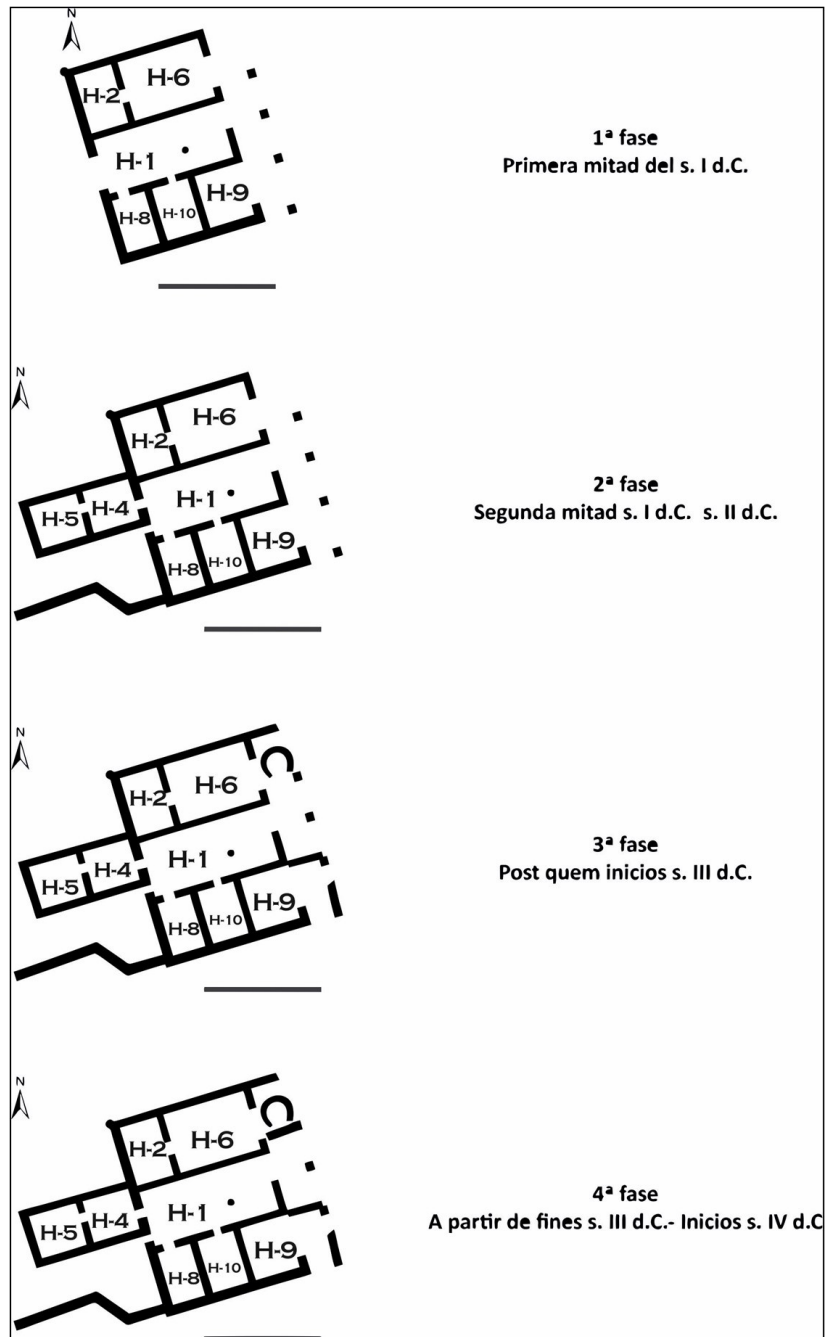 N
H-2
H-6
H-1
H-8
H-10
H-9
1ª fase
Primera mitad del s. I d.C.
N
H-2
H-6
H-5
H-4
H-1
H-8
H-10
H-9
2ª fase
Segunda mitad s. I d.C. s. II d.C.
N
H-2
H-6
H-5
H-4
H-1
H-8
H-10
H-9
3ª fase
Post quem inicios s. III d.C.
N
H-2
H-6
H-5
H-4
H-1
H-8
H-10
H-9
4ª fase
A partir de fines s. III d.C.- Inicios s. IV d.C